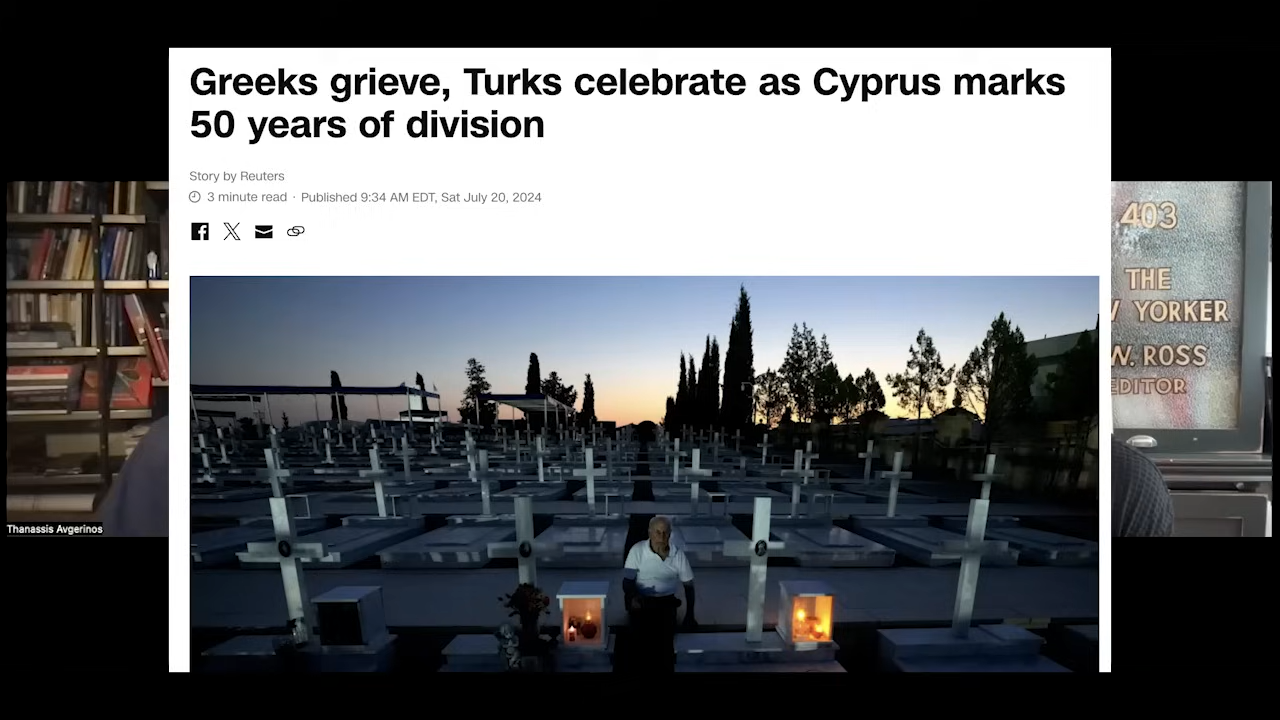 Greeks grieve, Turks celebrate as Cyprus marks
50 years of division
Story by Reuters
3 minute read · Published 9:34 AM EDT, Sat July 20, 2024
Thanassis Avgerinos
403
THE
YORKER
W. ROSS
EDITOR